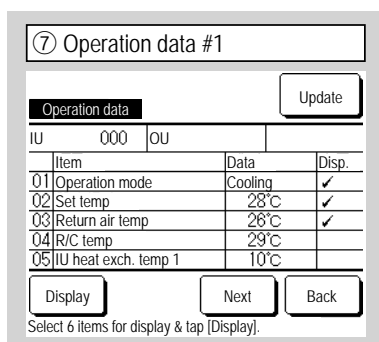 ⑦ Operation data #1
Update
Operation data
IU 000 OU
Item Data Disp.
01 Operation mode Cooling ✓
02 Set temp 28°C ✓
03 Return air temp 26°C ✓
04 R/C temp 29°C
05 IU heat exch. temp 1 10°C
Display Next Back
Select 6 items for display & tap [Display].